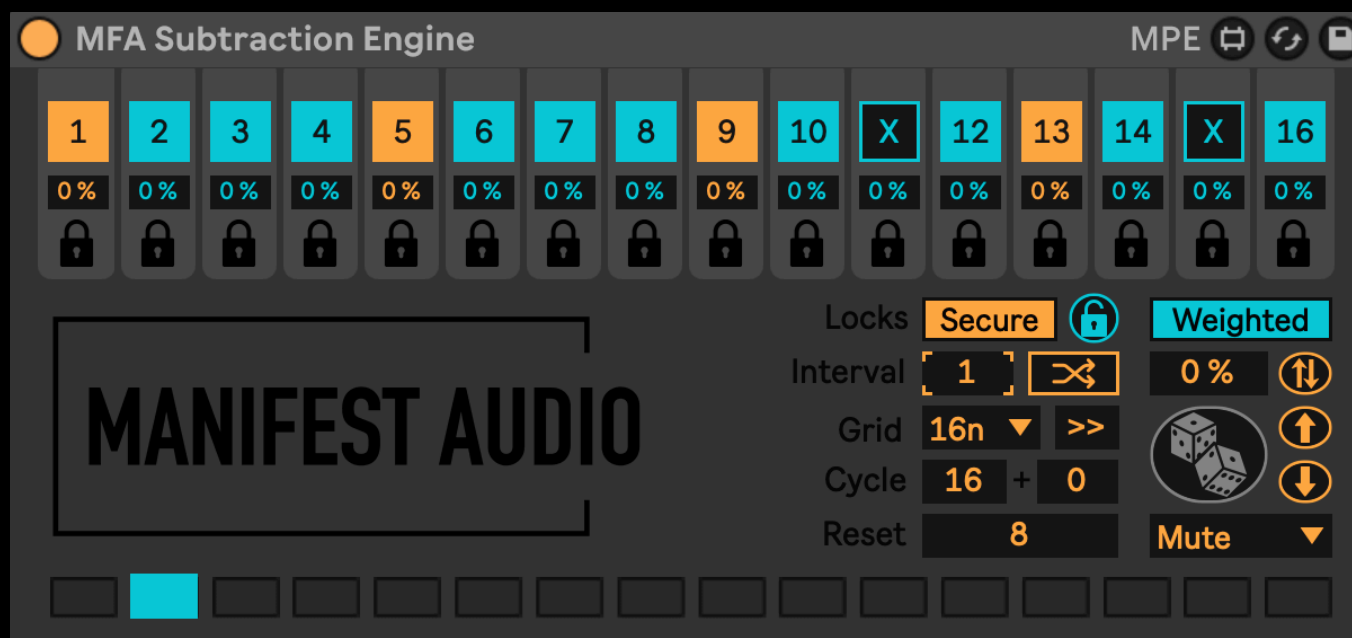 MFA Subtraction Engine MPE
1 2 3 4 5 6 7 8 9 10 X 12 13 14 X 16
0 % 0 % 0 % 0 % 0 % 0 % 0 % 0 % 0 % 0 % 0 % 0 % 0 % 0 % 0 % 0 %
Locks Secure Weighted
Interval 1 0 %
MANIFEST AUDIO
Grid 16n >>
Cycle 16 + 0
Reset 8 Mute